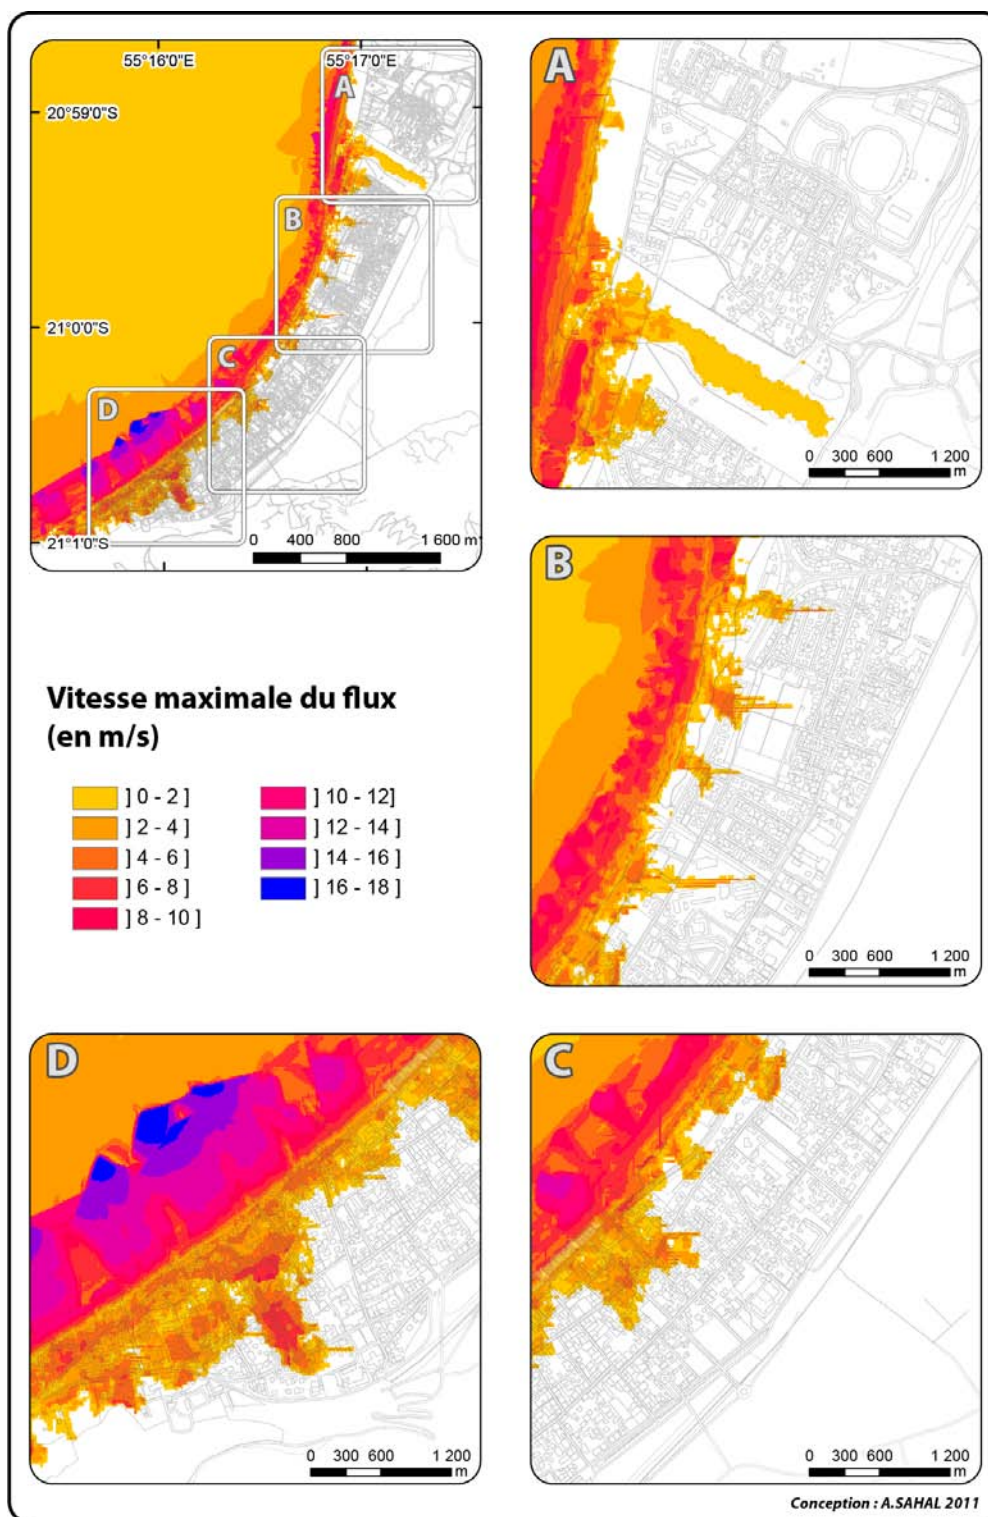 55°16'0"E
55°17'0"E
20°59'0"S
21°0'0"S
21°1'0"S
A
B
C
D
0 400 800 1 600 m
A
0 300 600 1 200
m
B
0 300 600 1 200
m
Vitesse maximale du flux
(en m/s)
] 0 - 2 ]
] 2 - 4 ]
] 4 - 6 ]
] 6 - 8 ]
] 8 - 10 ]
] 10 - 12]
] 12 - 14 ]
] 14 - 16 ]
] 16 - 18 ]
D
0 300 600 1 200
m
C
0 300 600 1 200
m
Conception : A.SAHAL 2011